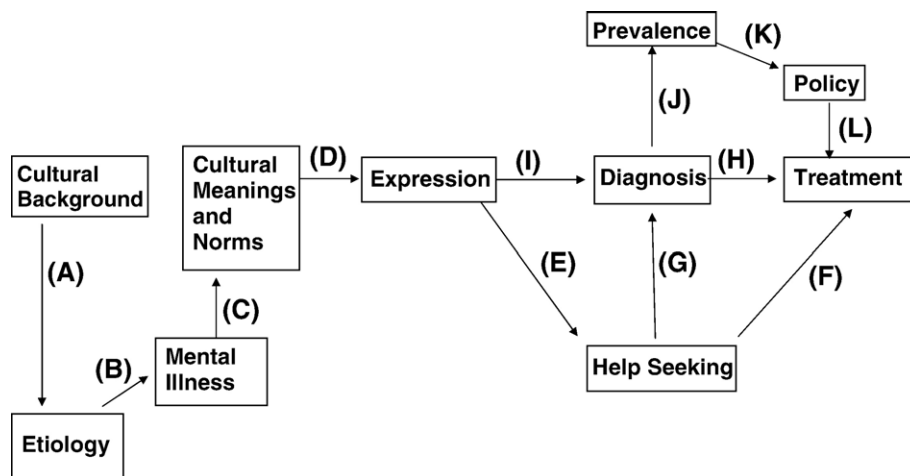 Prevalence
(K)
Policy
(J)
(L)
Cultural
Background
Cultural
Meanings
and
Norms
(D)
Expression
(I)
Diagnosis
(H)
Treatment
(A)
(E)
(G)
(F)
(C)
(B)
Mental
Illness
Help Seeking
Etiology